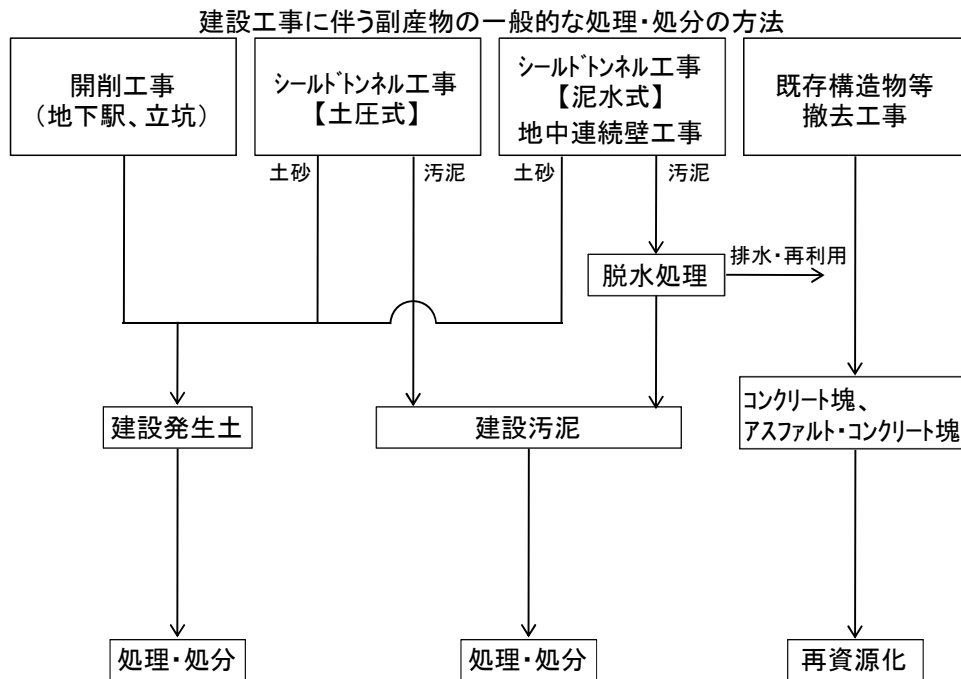 建設工事に伴う副産物の一般的な処理・処分の方法
開削工事
（地下駅、立坑）
シールドトンネル工事
【土圧式】
シールドトンネル工事
【泥水式】
地中連続壁工事
既存構造物等
撤去工事
土砂
汚泥
土砂
汚泥
脱水処理
排水・再利用
建設発生土
建設汚泥
コンクリート塊、
アスファルト・コンクリート塊
処理・処分
処理・処分
再資源化